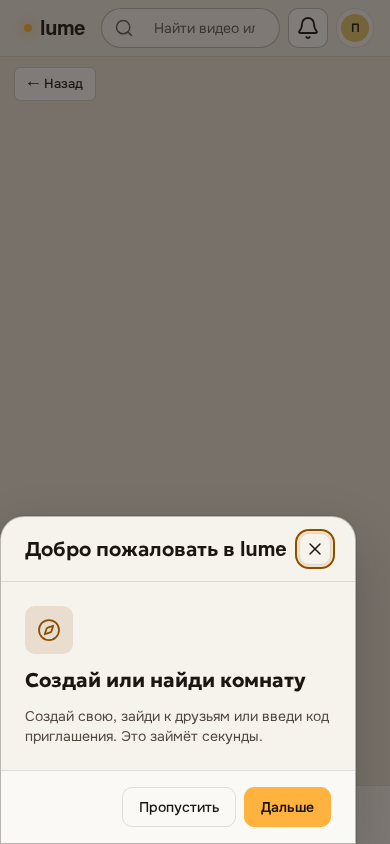 lume
Найти видео ил
П
← Назад
Добро пожаловать в lume
Создай или найди комнату
Создай свою, зайди к друзьям или введи код
приглашения. Это займёт секунды.
Пропустить
Дальше